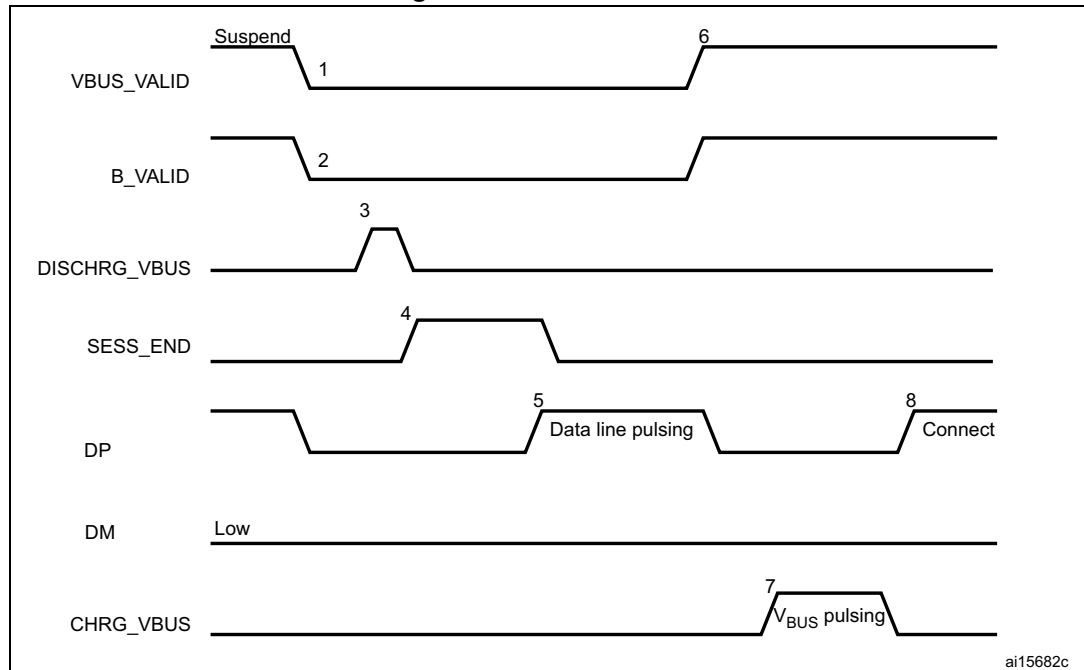 Suspend
6
VBUS_VALID
1
B_VALID
2
3
DISCHRG_VBUS
4
SESS_END
5
8
Data line pulsing
Connect
DP
DM
Low
7
CHRG_VBUS
VBUS pulsing
ai15682c